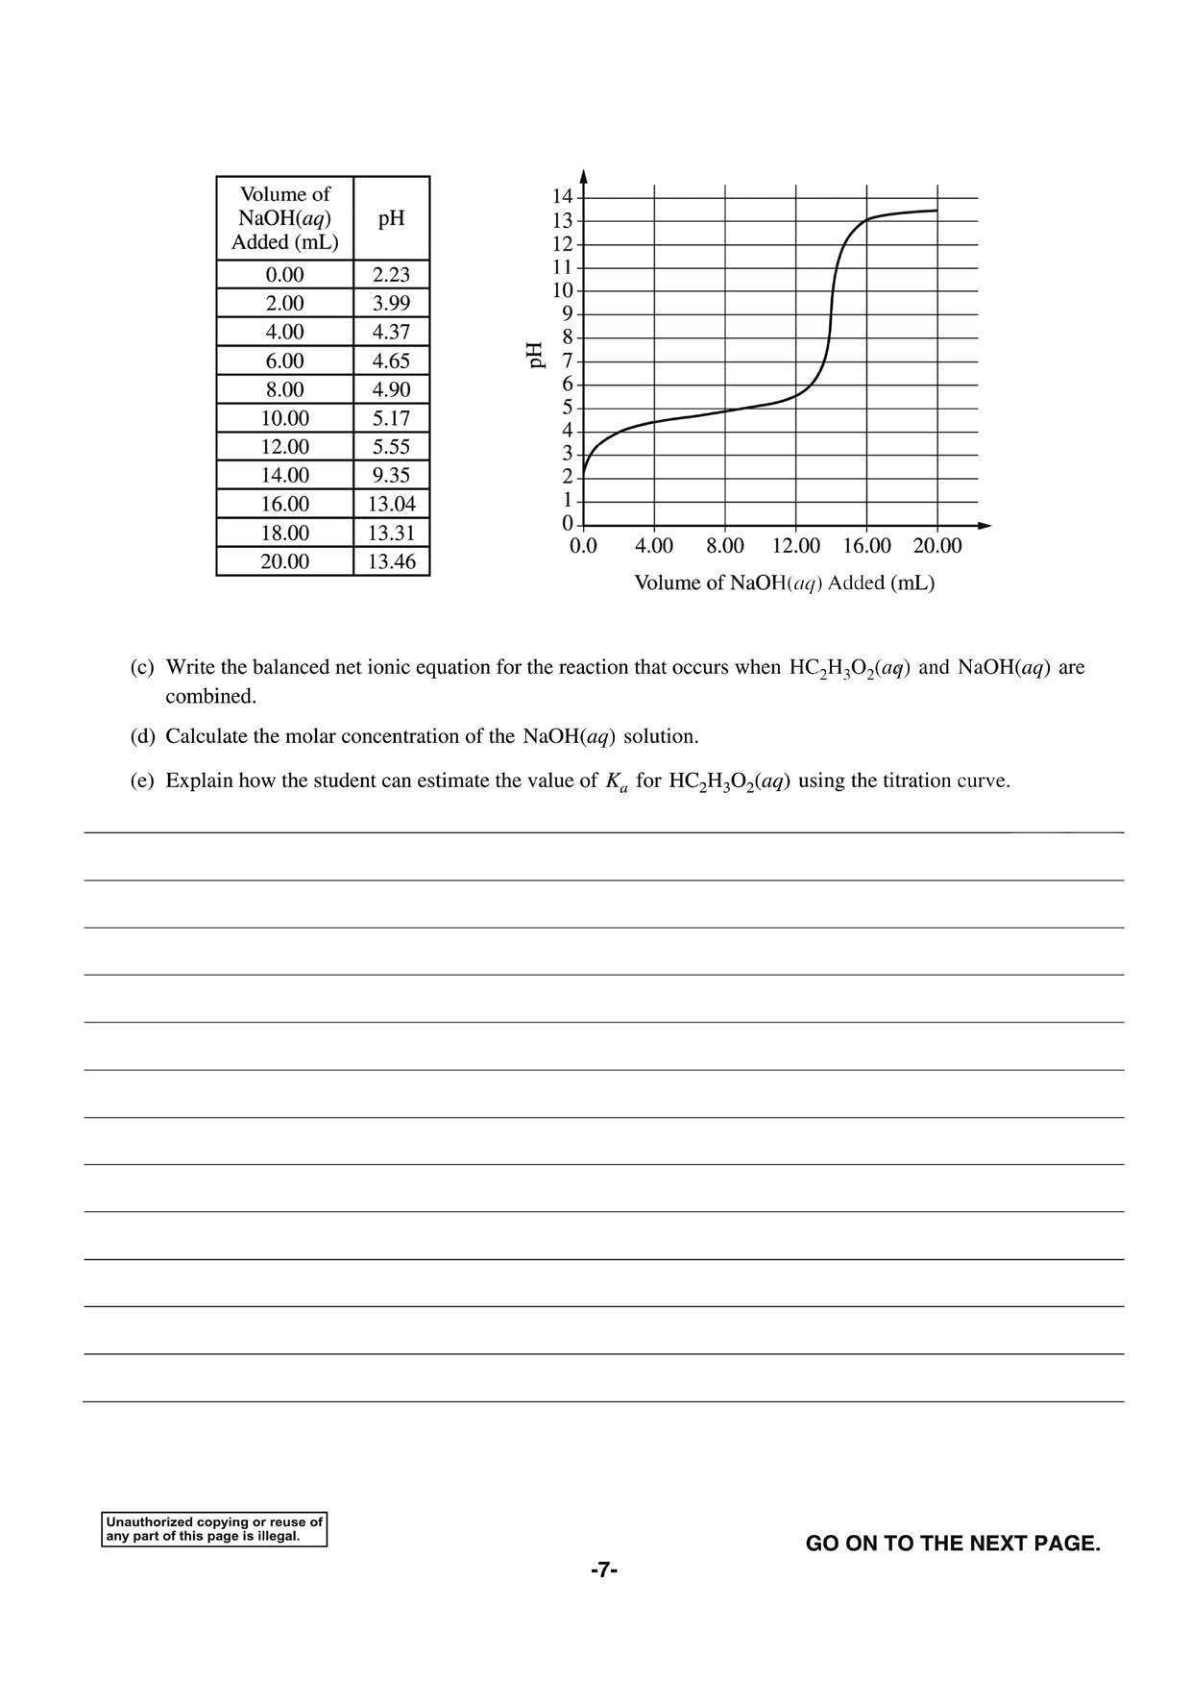 Volume of
NaOH(aq)
Added (mL)
pH
0.00 2.23
2.00 3.99
4.00 4.37
6.00 4.65
8.00 4.90
10.00 5.17
12.00 5.55
14.00 9.35
16.00 13.04
18.00 13.31
20.00 13.46
pH
14
13
12
11
10
9
8
7
6
5
4
3
2
1
0
0.0 4.00 8.00 12.00 16.00 20.00
Volume of NaOH(aq) Added (mL)
(c) Write the balanced net ionic equation for the reaction that occurs when HC₂H₃O₂(aq) and NaOH(aq) are
combined.
(d) Calculate the molar concentration of the NaOH(aq) solution.
(e) Explain how the student can estimate the value of Kₐ for HC₂H₃O₂(aq) using the titration curve.
Unauthorized copying or reuse of
any part of this page is illegal.
GO ON TO THE NEXT PAGE.
-7-